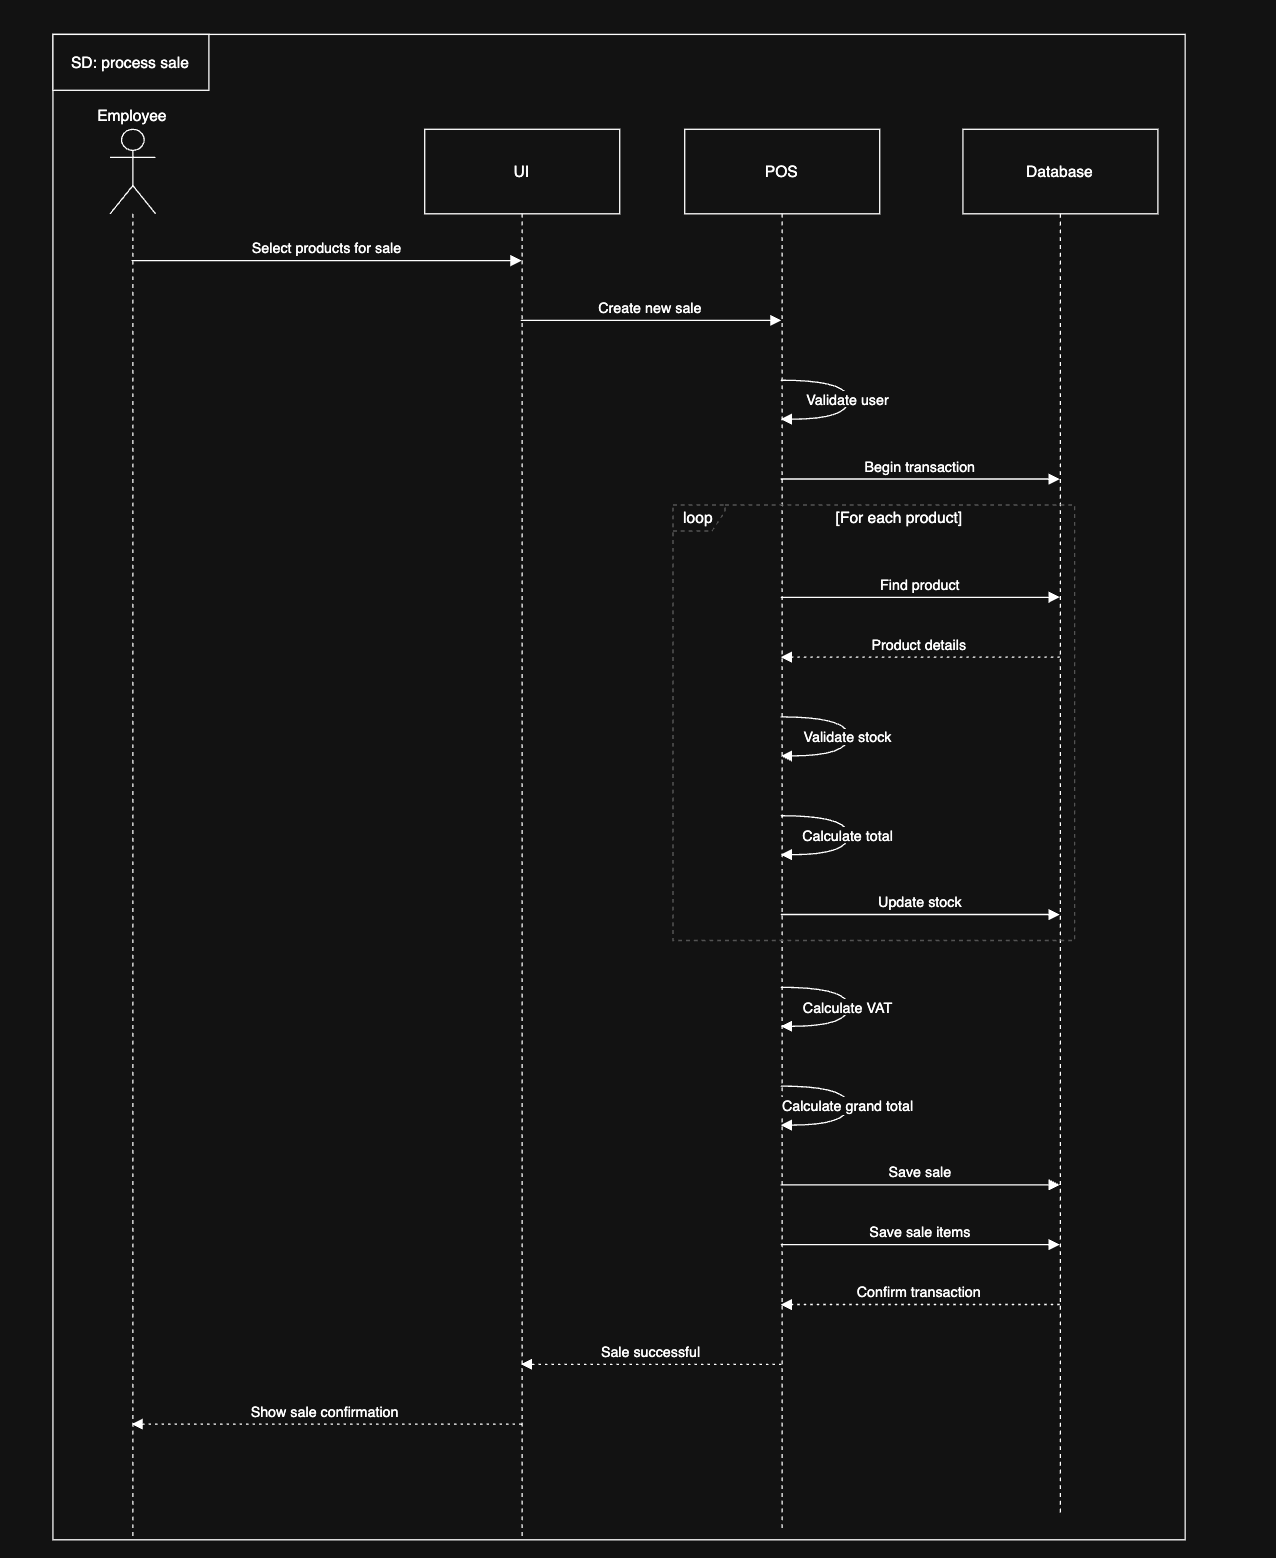 SD: process sale
Employee
UI
POS
Database
Select products for sale
Create new sale
Validate user
Begin transaction
loop
[For each product]
Find product
Product details
Validate stock
Calculate total
Update stock
Calculate VAT
Calculate grand total
Save sale
Save sale items
Confirm transaction
Sale successful
Show sale confirmation